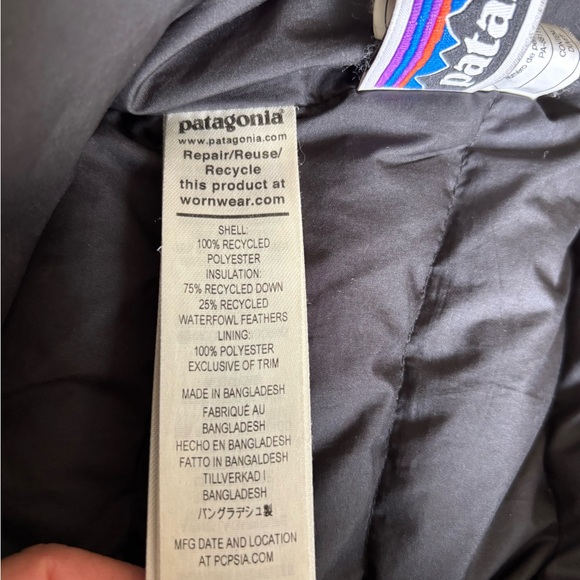 patagonia®
www.patagonia.com
Repair/Reuse/
Recycle
this product at
wornwear.com
SHELL:
100% RECYCLED
POLYESTER
INSULATION:
75% RECYCLED DOWN
25% RECYCLED
WATERFOWL FEATHERS
LINING:
100% POLYESTER
EXCLUSIVE OF TRIM
MADE IN BANGLADESH
FABRIQUÉ AU
BANGLADESH
HECHO EN BANGLADESH
FATTO IN BANGALDESH
TILLVERKAD I
BANGLADESH
バングラデシュ製
MFG DATE AND LOCATION
AT PCPSIA.COM
pata